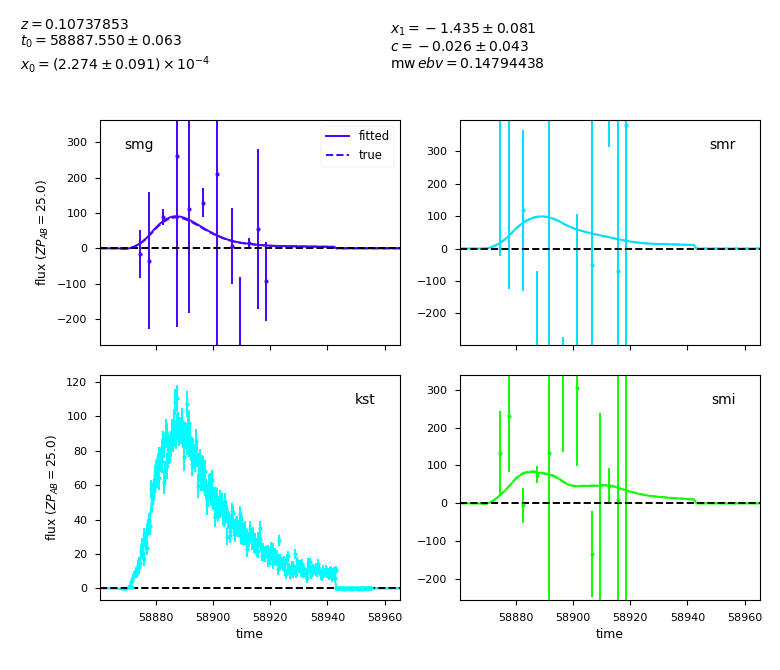 z = 0.10737853
t₀ = 58887.550 ± 0.063
x₀ = (2.274 ± 0.091) × 10⁻⁴
x₁ = −1.435 ± 0.081
c = −0.026 ± 0.043
mw ebv = 0.14794438
smg
fitted
true
300
200
100
0
−100
−200
flux (ZP_AB = 25.0)
smr
300
200
100
0
−100
−200
kst
120
100
80
60
40
20
0
flux (ZP_AB = 25.0)
58880 58900 58920 58940 58960
time
smi
300
200
100
0
−100
−200
58880 58900 58920 58940 58960
time